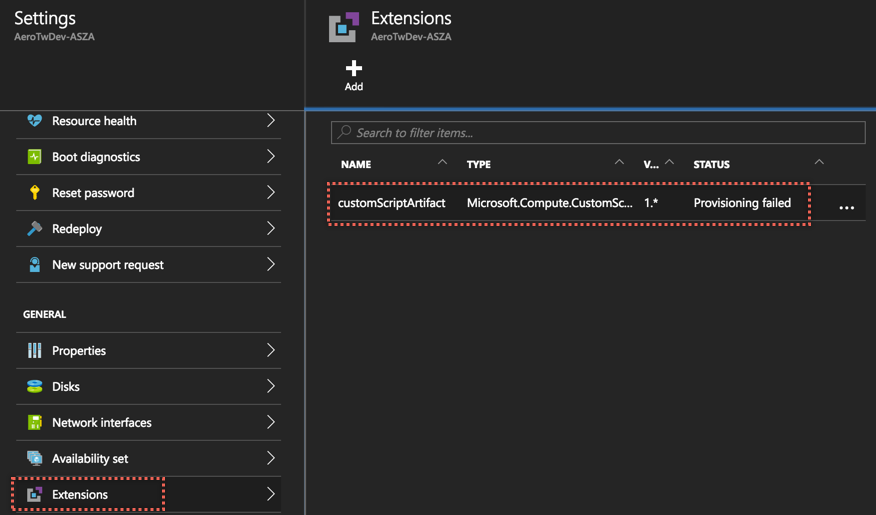 Settings
AeroTwDev-ASZA
Resource health
Boot diagnostics
Reset password
Redeploy
New support request
GENERAL
Properties
Disks
Network interfaces
Availability set
Extensions
Extensions
AeroTwDev-ASZA
Add
Search to filter items...
NAME TYPE V... STATUS
customScriptArtifact Microsoft.Compute.CustomSc... 1.* Provisioning failed ...